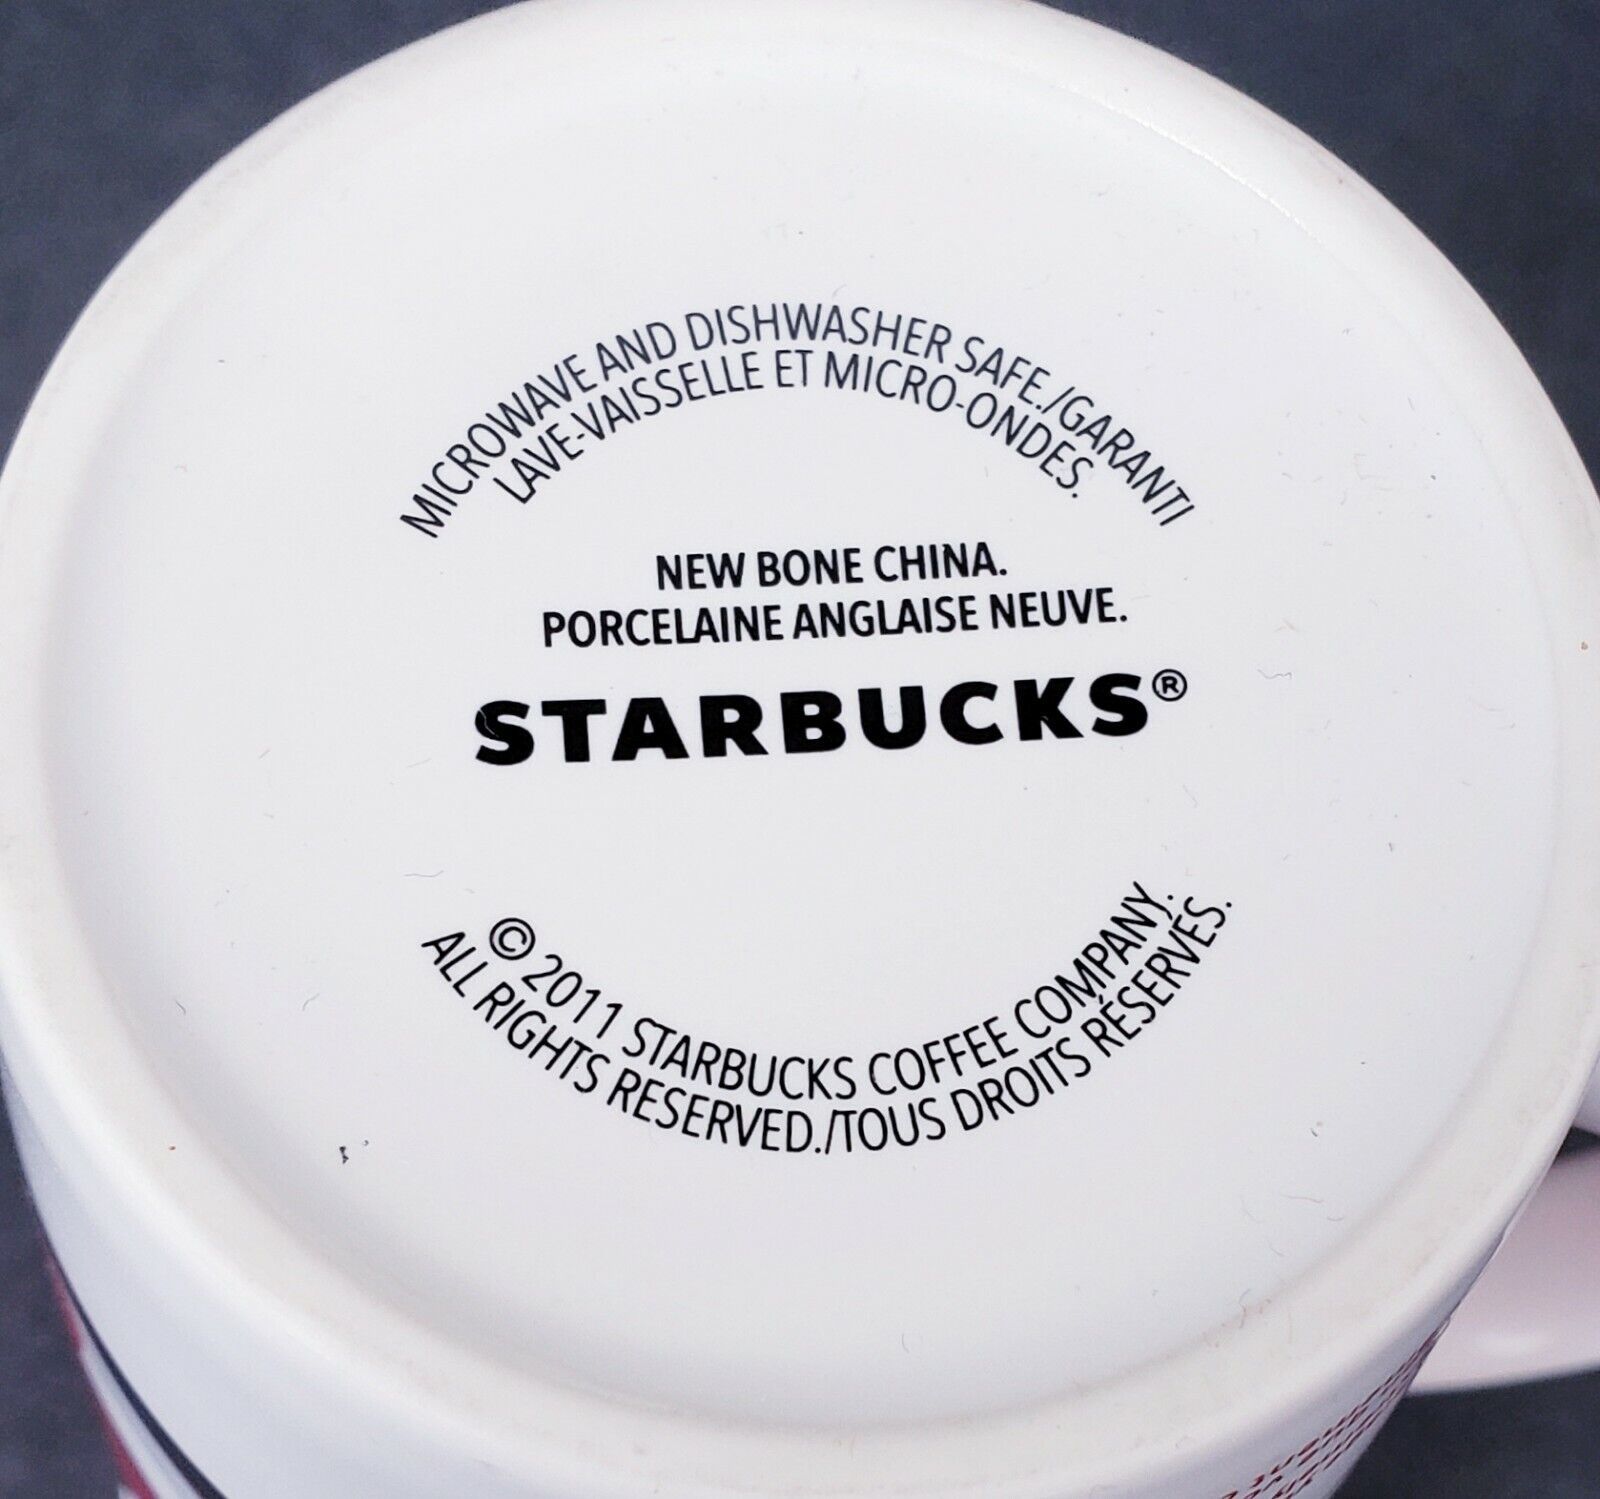 MICROWAVE AND DISHWASHER SAFE./GARANTI
LAVE-VAISSELLE ET MICRO-ONDES.
NEW BONE CHINA.
PORCELAINE ANGLAISE NEUVE.
STARBUCKS®
© 2011 STARBUCKS COFFEE COMPANY.
ALL RIGHTS RESERVED./TOUS DROITS RÉSERVÉS.